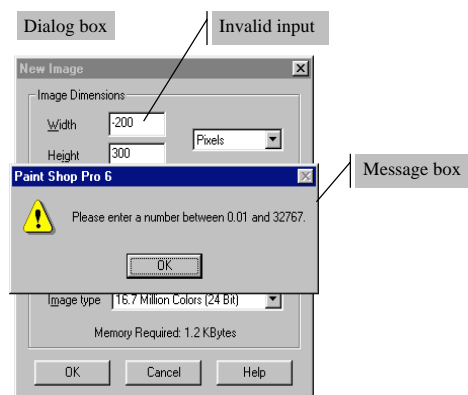 Dialog box
Invalid input
New Image
Image Dimensions
Width -200
Pixels
Height 300
Message box
Paint Shop Pro 6
Please enter a number between 0.01 and 32767.
OK
Image type 16.7 Million Colors (24 Bit)
Memory Required: 1.2 KBytes
OK Cancel Help